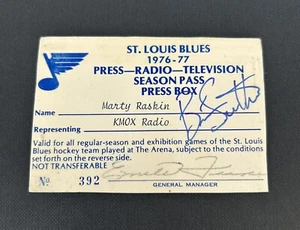 ST. LOUIS BLUES
1976-77
PRESS—RADIO—TELEVISION
SEASON PASS
PRESS BOX
Name Marty Raskin
Representing KMOX Radio
Valid for all regular-season and exhibition games of the St. Louis
Blues hockey team played at The Arena, subject to the conditions
set forth on the reverse side.
NOT TRANSFERABLE
No. 392
GENERAL MANAGER